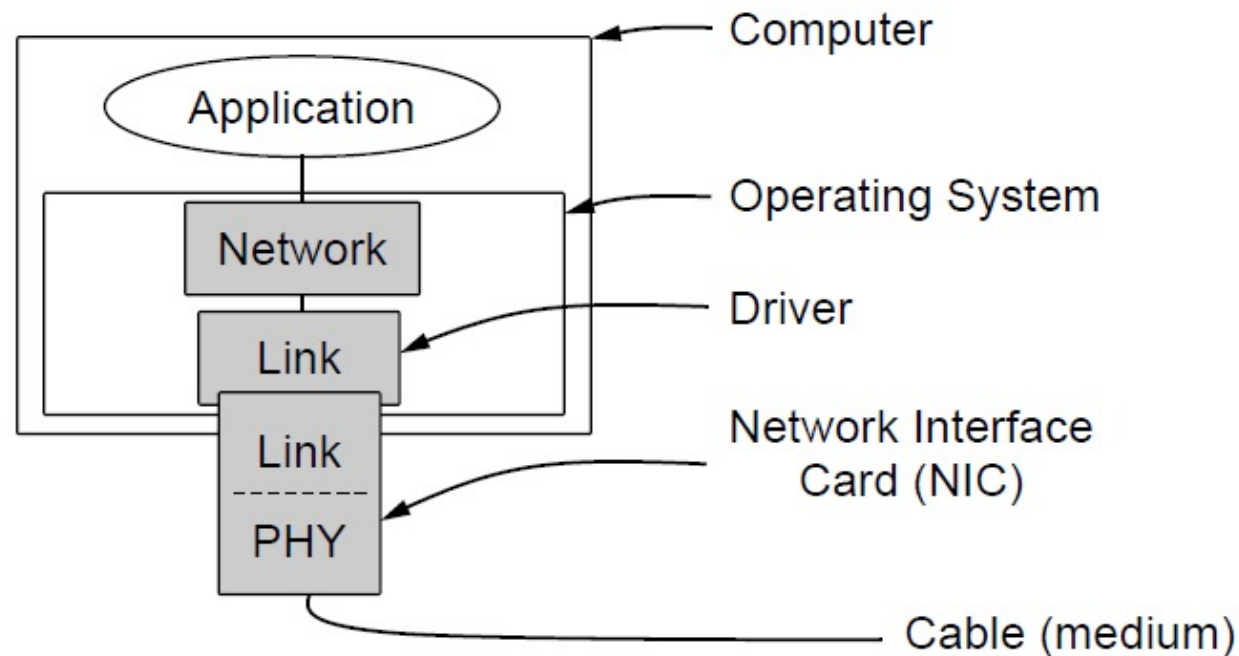 Computer
Application
Operating System
Network
Driver
Link
Network Interface
Card (NIC)
Link
PHY
Cable (medium)